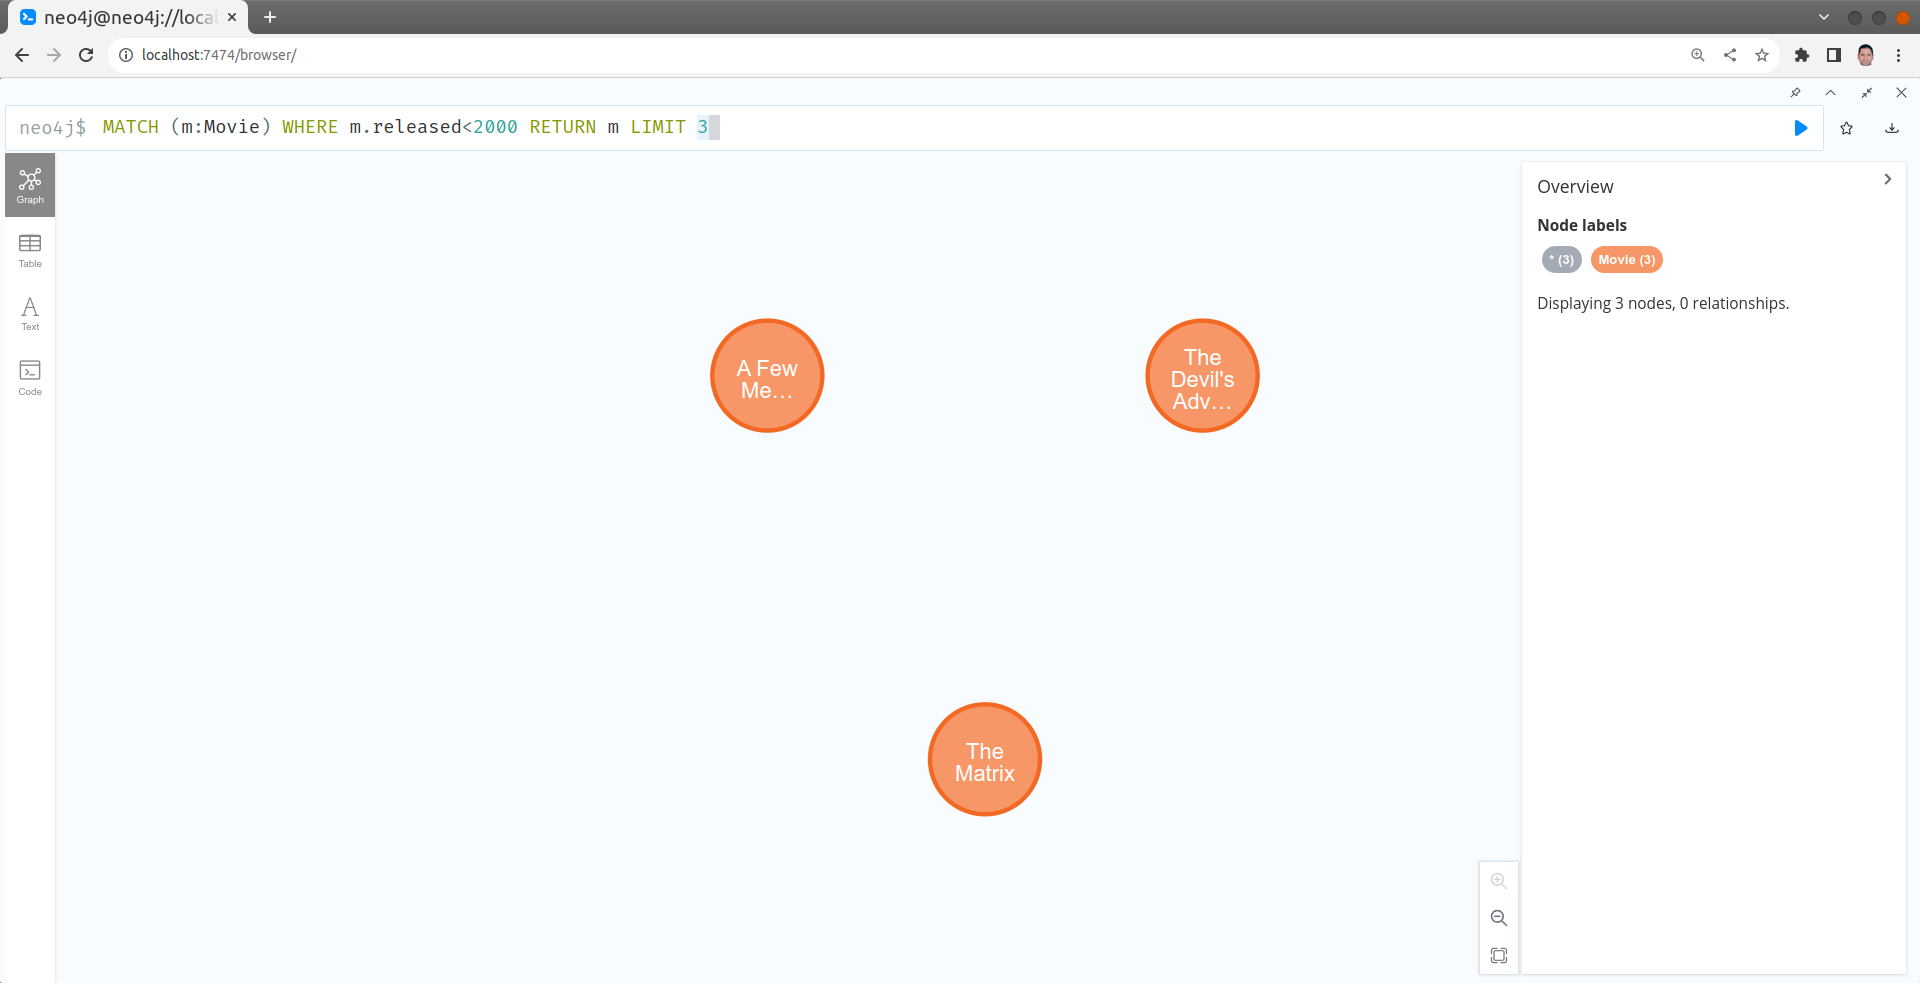 neo4j@neo4j://loca
localhost:7474/browser/
neo4j$ MATCH (m:Movie) WHERE m.released<2000 RETURN m LIMIT 3
Graph
Table
Text
Code
A Few
Me...
The
Devil's
Adv...
The
Matrix
Overview
Node labels
* (3) Movie (3)
Displaying 3 nodes, 0 relationships.